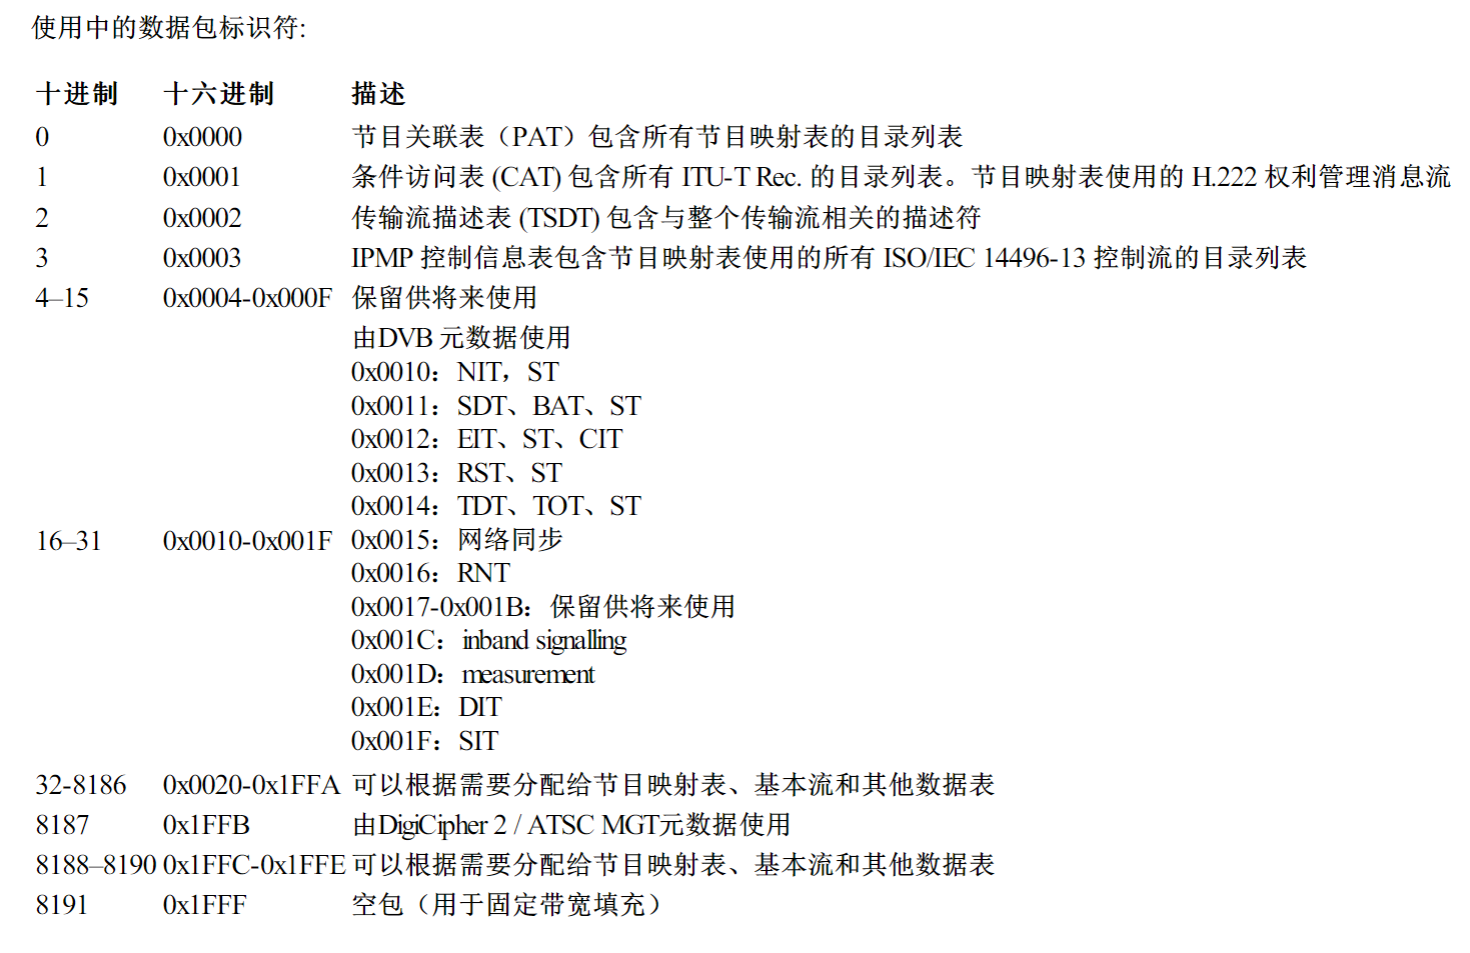 使用中的数据包标识符:
十进制 十六进制 描述
0 0x0000 节目关联表（PAT）包含所有节目映射表的目录列表
1 0x0001 条件访问表 (CAT) 包含所有 ITU-T Rec. 的目录列表。节目映射表使用的 H.222 权利管理消息流
2 0x0002 传输流描述表 (TSDT) 包含与整个传输流相关的描述符
3 0x0003 IPMP 控制信息表包含节目映射表使用的所有 ISO/IEC 14496-13 控制流的目录列表
4–15 0x0004-0x000F 保留供将来使用
由DVB 元数据使用
0x0010：NIT，ST
0x0011：SDT、BAT、ST
0x0012：EIT、ST、CIT
0x0013：RST、ST
0x0014：TDT、TOT、ST
16–31 0x0010-0x001F 0x0015：网络同步
0x0016：RNT
0x0017-0x001B：保留供将来使用
0x001C：inband signalling
0x001D：measurement
0x001E：DIT
0x001F：SIT
32-8186 0x0020-0x1FFA 可以根据需要分配给节目映射表、基本流和其他数据表
8187 0x1FFB 由DigiCipher 2 / ATSC MGT元数据使用
8188–8190 0x1FFC-0x1FFE 可以根据需要分配给节目映射表、基本流和其他数据表
8191 0x1FFF 空包（用于固定带宽填充）